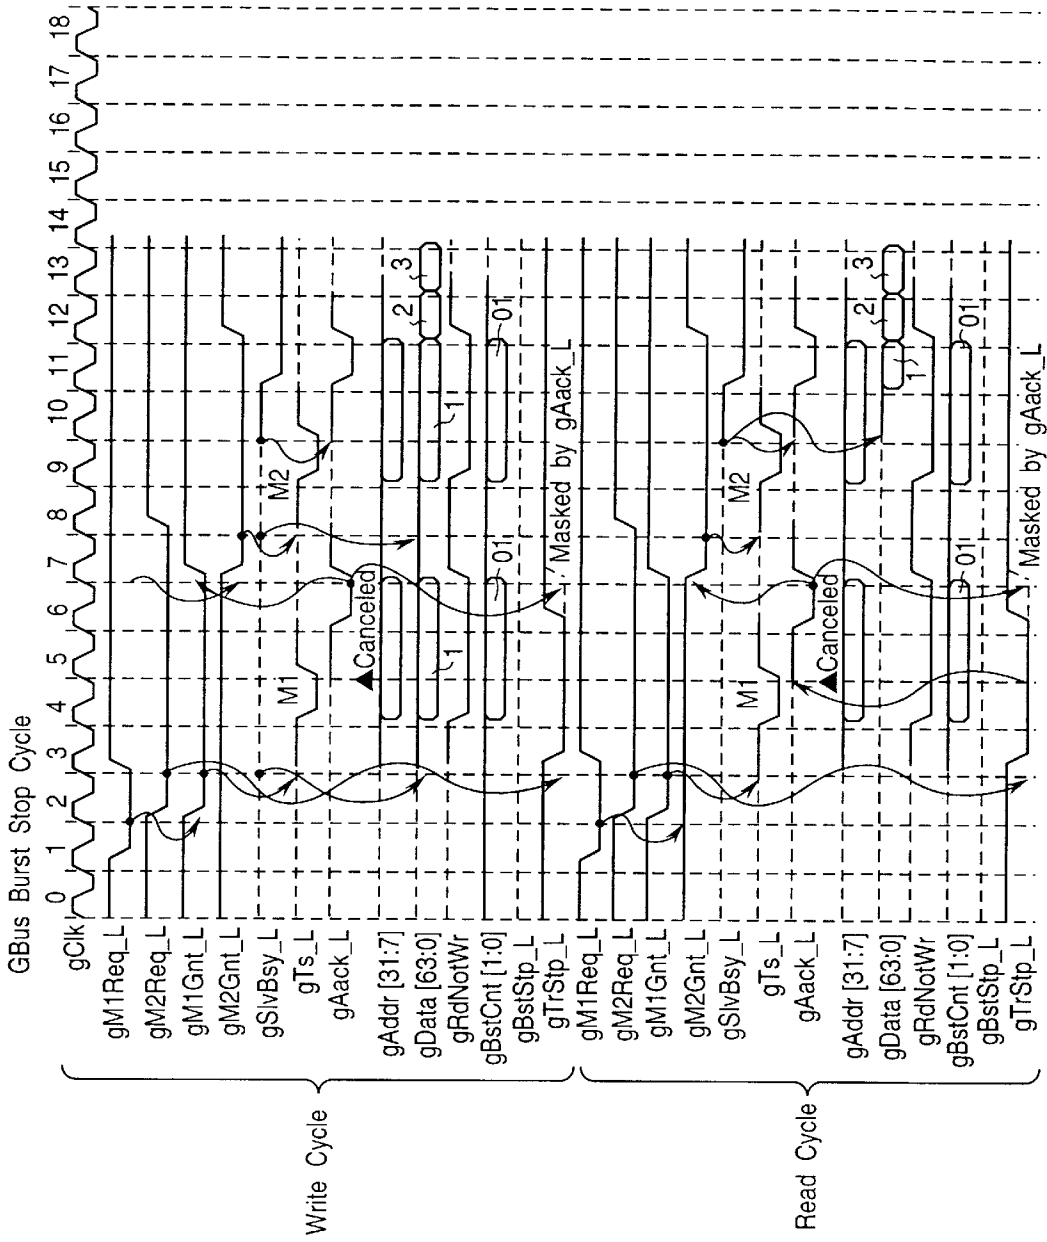 GBus Burst Stop Cycle
0 1 2 3 4 5 6 7 8 9 10 11 12 13 14 15 16 17 18
gClk
Write Cycle
gM1Req_L
gM2Req_L
gM1Gnt_L
gM2Gnt_L
gSlvBsy_L
gTs_L
M1
M2
gAack_L
Canceled
gAddr [31:7]
gData [63:0]
1
1
2
3
gRdNotWr
gBstCnt [1:0]
01
01
gBstStp_L
gTrStp_L
Masked by gAack_L
Read Cycle
gM1Req_L
gM2Req_L
gM1Gnt_L
gM2Gnt_L
gSlvBsy_L
gTs_L
M1
M2
gAack_L
Canceled
gAddr [31:7]
gData [63:0]
1
2
3
gRdNotWr
gBstCnt [1:0]
01
01
gBstStp_L
gTrStp_L
Masked by gAack_L